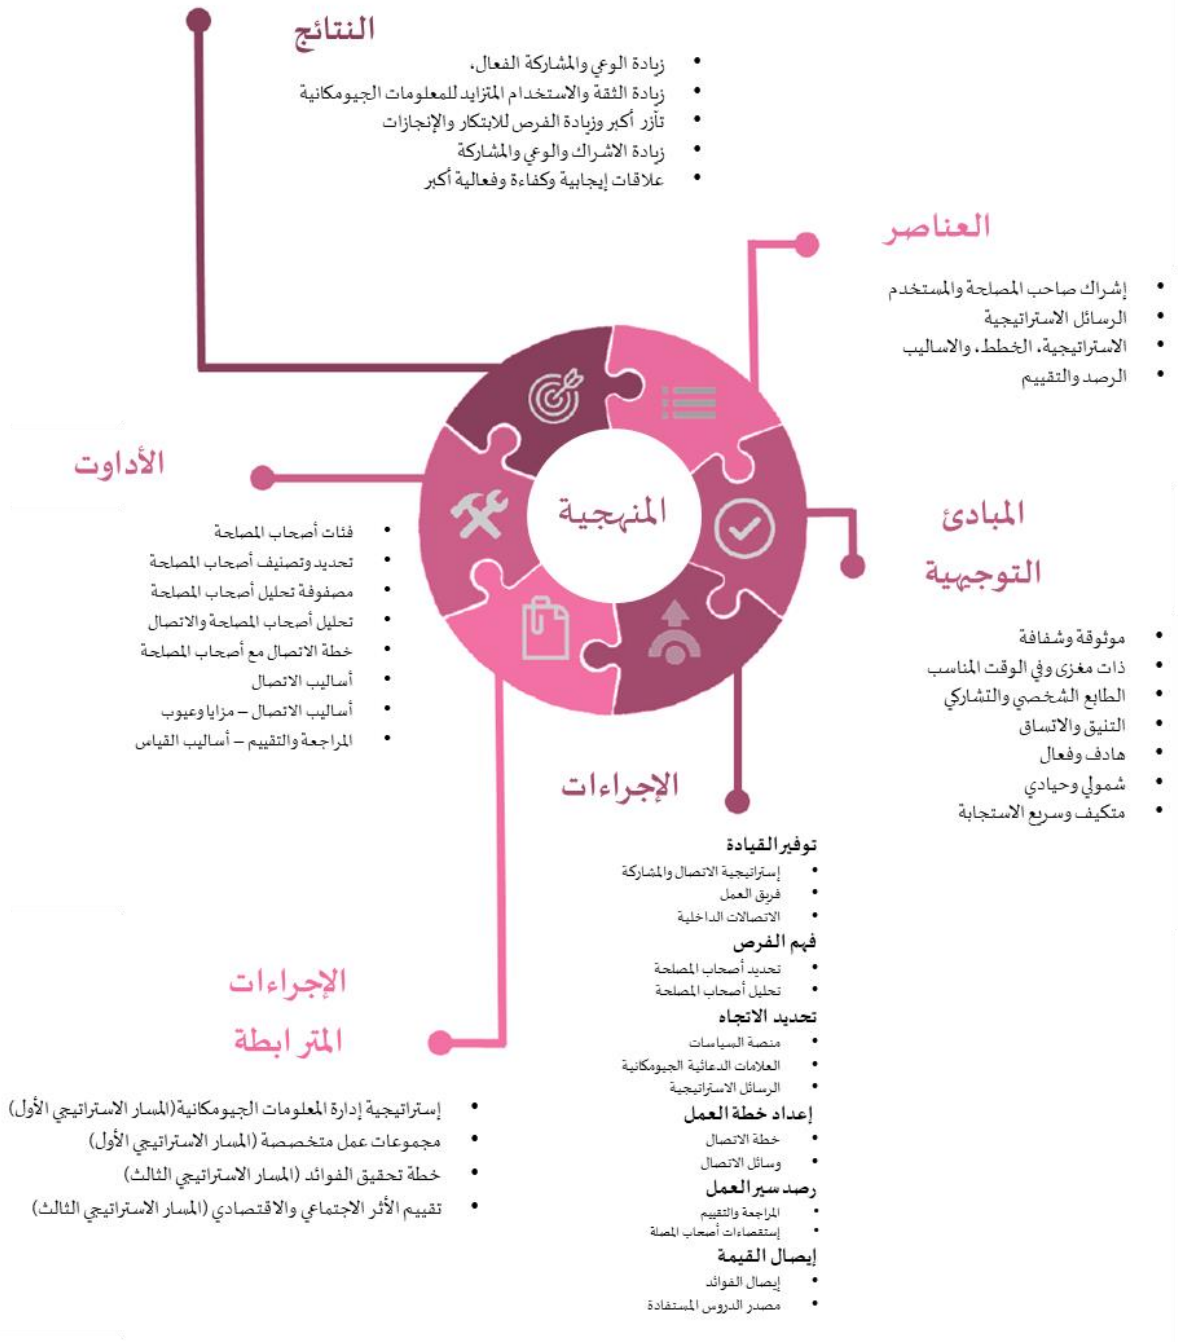 النتائج
زيادة الوعي والمشاركة الفعال،
زيادة الثقة والاستخدام المتزايد للمعلومات الجيومكانية
تآزر أكبر وزيادة الفرص للابتكار والإنجازات
زيادة الاشراك والوعي والمشاركة
علاقات إيجابية وكفاءة وفعالية أكبر
العناصر
إشراك صاحب المصلحة والمستخدم
الرسائل الاستراتيجية
الاستراتيجية، الخطط، والاساليب
الرصد والتقييم
المنهجية
المبادئ
التوجيهية
موثوقة وشفافة
ذات مغزى وفي الوقت المناسب
الطابع الشخصي والتشاركي
التنيق والاتساق
هادف وفعال
شمولي وحيادي
متكيف وسريع الاستجابة
الأداوت
فئات أصحاب المصلحة
تحديد وتصنيف أصحاب المصلحة
مصفوفة تحليل أصحاب المصلحة
تحليل أصحاب المصلحة والاتصال
خطة الاتصال مع أصحاب المصلحة
أساليب الاتصال
أساليب الاتصال – مزايا وعيوب
المراجعة والتقييم – أساليب القياس
الإجراءات
توفير القيادة
إستراتيجية الاتصال والمشاركة
فريق العمل
الاتصالات الداخلية
فهم الفرص
تحديد أصحاب المصلحة
تحليل أصحاب المصلحة
تحديد الاتجاه
منصة السياسات
العلامات الدعائية الجيومكانية
الرسائل الاستراتيجية
إعداد خطة العمل
خطة الاتصال
وسائل الاتصال
رصد سير العمل
المراجعة والتقييم
إستقصاءات أصحاب المصلة
إيصال القيمة
إيصال الفوائد
مصدر الدروس المستفادة
الإجراءات
المترابطة
إستراتيجية إدارة المعلومات الجيومكانية(المسار الاستراتيجي الأول)
مجموعات عمل متخصصة (المسار الاستراتيجي الأول)
خطة تحقيق الفوائد (المسار الاستراتيجي الثالث)
تقييم الأثر الاجتماعي والاقتصادي (المسار الاستراتيجي الثالث)